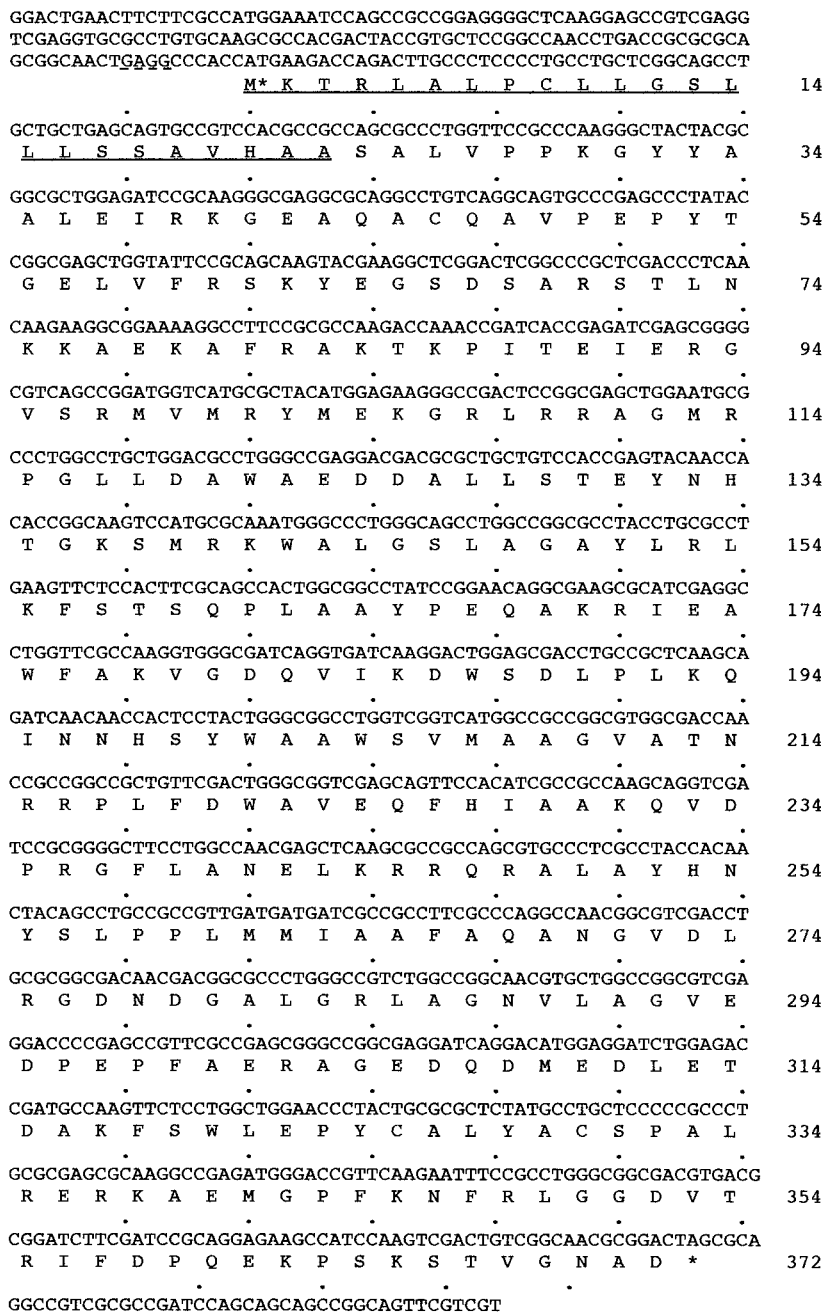 GGACTGAACTTCTTCGCCATGGAAATCCAGCCGCCGGAGGGGCTCAAGGAGCCGTCGAGG
TCGAGGTGCGCCTGTGCAAGCGCCACGACTACCGTGCTCCGGCCAACCTGACCGCGCGCA
GCGGCAACTGAGGCCCACCATGAAGACCAGACTTGCCCTCCCCTGCCTGCTCGGCAGCCT
M* K T R L A L P C L L G S L 14
GCTGCTGAGCAGTGCCGTCCACGCCGCCAGCGCCCTGGTTCCGCCCAAGGGCTACTACGC
L L S S A V H A A S A L V P P K G Y Y A 34
GGCGCTGGAGATCCGCAAGGGCGAGGCGCAGGCCTGTCAGGCAGTGCCCGAGCCCTATAC
A L E I R K G E A Q A C Q A V P E P Y T 54
CGGCGAGCTGGTATTCCGCAGCAAGTACGAAGGCTCGGACTCGGCCCGCTCGACCCTCAA
G E L V F R S K Y E G S D S A R S T L N 74
CAAGAAGGCGGAAAAGGCCTTCCGCGCCAAGACCAAACCGATCACCGAGATCGAGCGGGG
K K A E K A F R A K T K P I T E I E R G 94
CGTCAGCCGGATGGTCATGCGCTACATGGAGAAGGGCCGACTCCGGCGAGCTGGAATGCG
V S R M V M R Y M E K G R L R R A G M R 114
CCCTGGCCTGCTGGACGCCTGGGCCGAGGACGACGCGCTGCTGTCCACCGAGTACAACCA
P G L L D A W A E D D A L L S T E Y N H 134
CACCGGCAAGTCCATGCGCAAATGGGCCCTGGGCAGCCTGGCCGGCGCCTACCTGCGCCT
T G K S M R K W A L G S L A G A Y L R L 154
GAAGTTCTCCACTTCGCAGCCACTGGCGGCCTATCCGGAACAGGCGAAGCGCATCGAGGC
K F S T S Q P L A A Y P E Q A K R I E A 174
CTGGTTCGCCAAGGTGGGCGATCAGGTGATCAAGGACTGGAGCGACCTGCCGCTCAAGCA
W F A K V G D Q V I K D W S D L P L K Q 194
GATCAACAACCACTCCTACTGGGCGGCCTGGTCGGTCATGGCCGCCGGCGTGGCGACCAA
I N N H S Y W A A W S V M A A G V A T N 214
CCGCCGGCCGCTGTTCGACTGGGCGGTCGAGCAGTTCCACATCGCCGCCAAGCAGGTCGA
R R P L F D W A V E Q F H I A A K Q V D 234
TCCGCGGGGCTTCCTGGCCAACGAGCTCAAGCGCCGCCAGCGTGCCCTCGCCTACCACAA
P R G F L A N E L K R R Q R A L A Y H N 254
CTACAGCCTGCCGCCGTTGATGATGATCGCCGCCTTCGCCCAGGCCAACGGCGTCGACCT
Y S L P P L M M I A A F A Q A N G V D L 274
GCGCGGCGACAACGACGGCGCCCTGGGCCGTCTGGCCGGCAACGTGCTGGCCGGCGTCGA
R G D N D G A L G R L A G N V L A G V E 294
GGACCCCGAGCCGTTCGCCGAGCGGGCCGGCGAGGATCAGGACATGGAGGATCTGGAGAC
D P E P F A E R A G E D Q D M E D L E T 314
CGATGCCAAGTTCTCCTGGCTGGAACCCTACTGCGCGCTCTATGCCTGCTCCCCCGCCCT
D A K F S W L E P Y C A L Y A C S P A L 334
GCGCGAGCGCAAGGCCGAGATGGGACCGTTCAAGAATTTCCGCCTGGGCGGCGACGTGACG
R E R K A E M G P F K N F R L G G D V T 354
CGGATCTTCGATCCGCAGGAGAAGCCATCCAAGTCGACTGTCGGCAACGCGGACTAGCGCA
R I F D P Q E K P S K S T V G N A D * 372
GGCCGTCGCGCCGATCCAGCAGCAGCCGGCAGTTCGTCGT